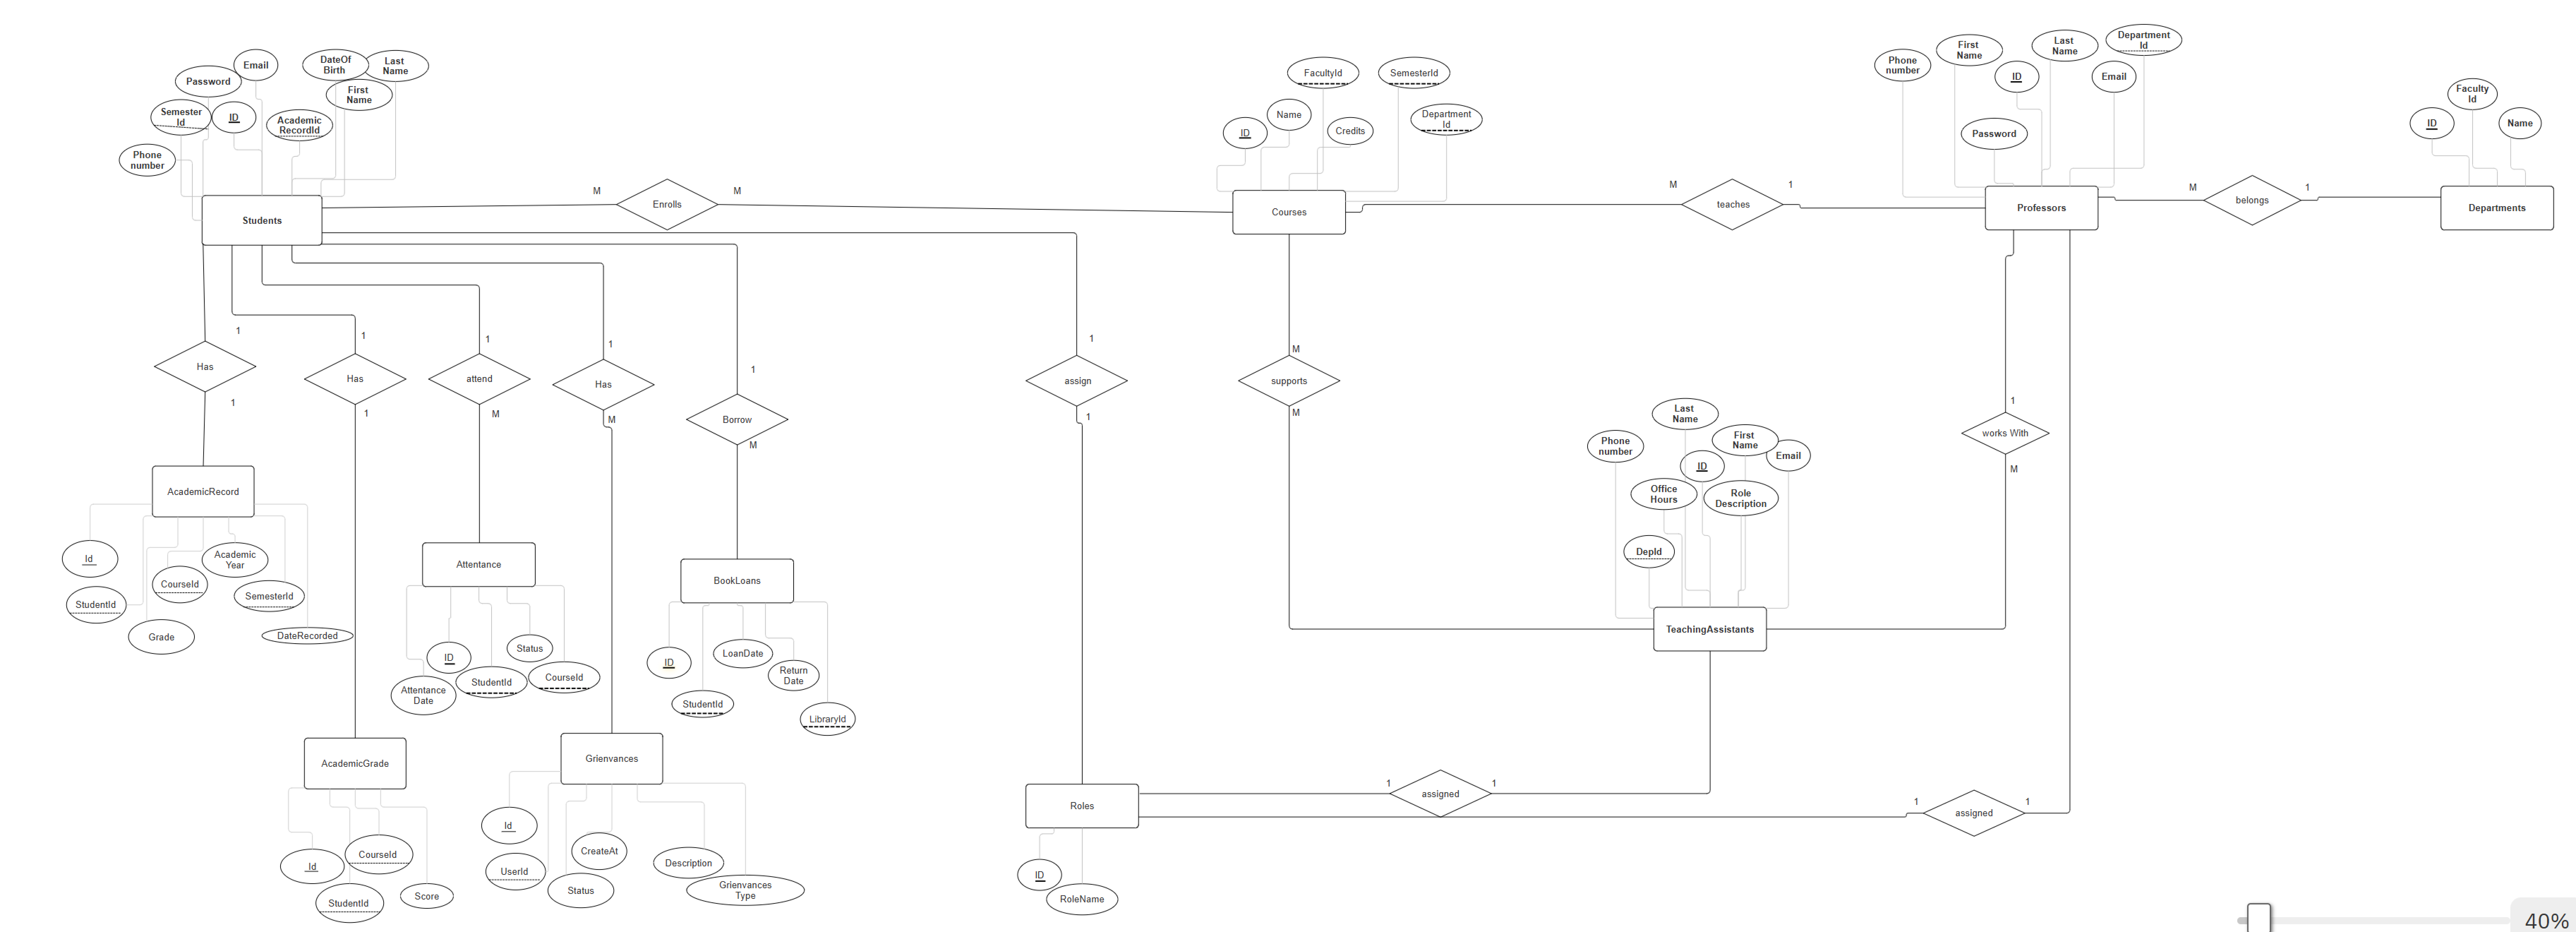 Email
Password
DateOf
Birth
Last
Name
First
Name
Semester
Id
ID
Academic
RecordId
Phone
number
Students
M
Enrolls
M
FacultyId
SemesterId
Name
ID
Credits
Department
Id
Courses
M
teaches
1
Phone
number
First
Name
Last
Name
Department
Id
ID
Email
Password
Professors
M
belongs
1
Faculty
Id
ID
Name
Departments
1
Has
1
1
Has
1
1
attend
M
1
Has
M
1
Borrow
M
1
assign
1
M
supports
M
1
works With
M
AcademicRecord
Id
StudentId
CourseId
Academic
Year
SemesterId
Grade
DateRecorded
Attentance
ID
Status
Attentance
Date
StudentId
CourseId
BookLoans
ID
LoanDate
Return
Date
StudentId
LibraryId
Last
Name
Phone
number
First
Name
Email
ID
Office
Hours
Role
Description
DepId
TeachingAssistants
AcademicGrade
Id
CourseId
StudentId
Score
Grienvances
Id
CreateAt
UserId
Status
Description
Grienvances
Type
Roles
ID
RoleName
1
assigned
1
1
assigned
1
40%